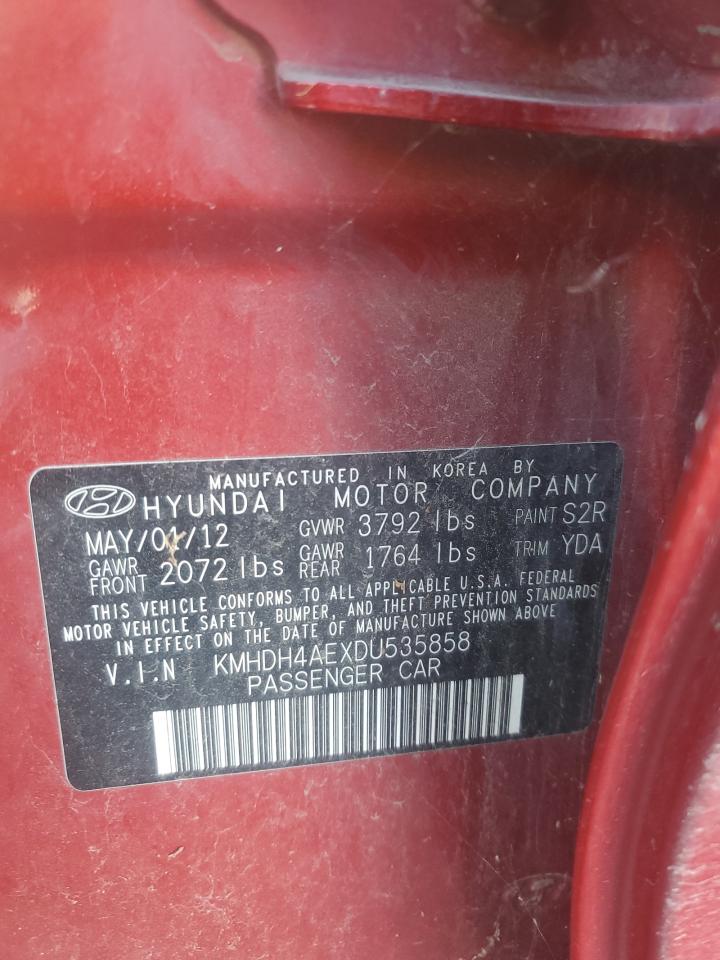 MANUFACTURED IN KOREA BY
HYUNDAI MOTOR COMPANY
MAY/01/12 GVWR 3792 lbs PAINT S2R
GAWR FRONT 2072 lbs GAWR REAR 1764 lbs TRIM YDA
THIS VEHICLE CONFORMS TO ALL APPLICABLE U.S.A. FEDERAL
MOTOR VEHICLE SAFETY, BUMPER, AND THEFT PREVENTION STANDARDS
IN EFFECT ON THE DATE OF MANUFACTURE SHOWN ABOVE
V.I.N KMHDH4AEXDU535858
PASSENGER CAR